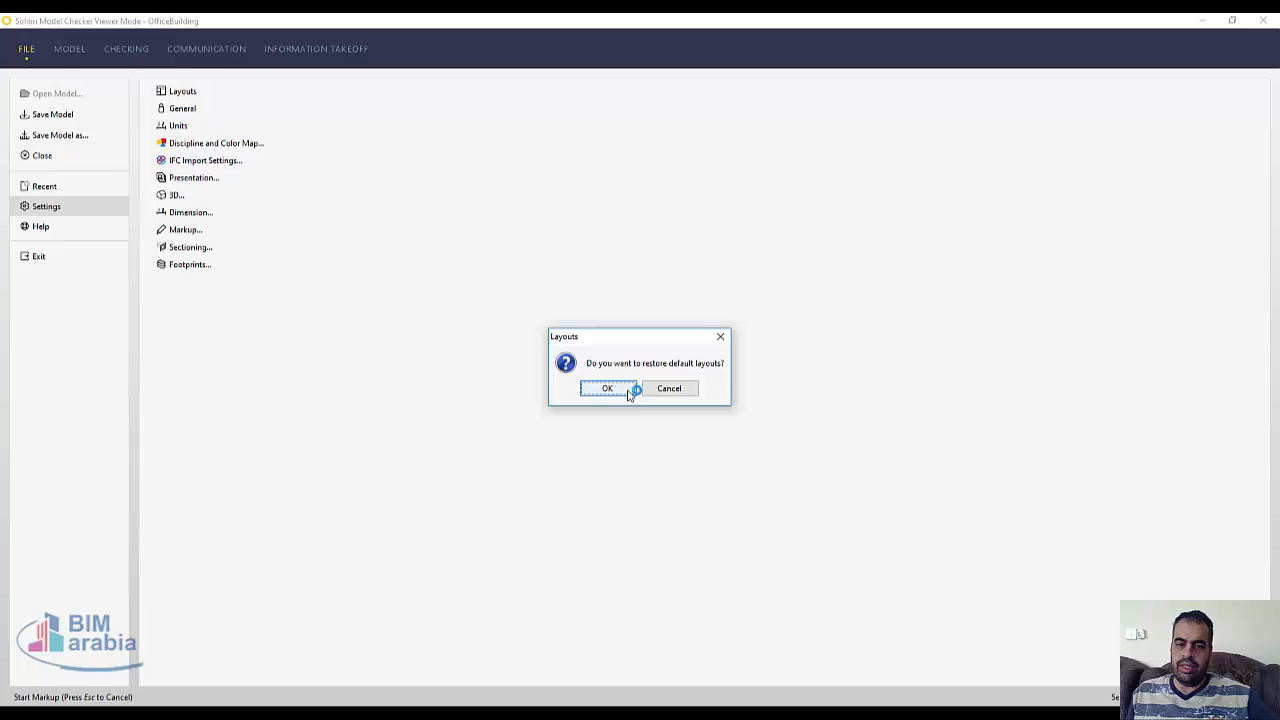 Solibri Model Checker Viewer Mode - OfficeBuilding
FILE MODEL CHECKING COMMUNICATION INFORMATION TAKEOFF
Open Model...
Save Model
Save Model as...
Close
Recent
Settings
Help
Exit
Layouts
General
Units
Discipline and Color Map...
IFC Import Settings...
Presentation...
3D...
Dimension...
Markup...
Sectioning...
Footprints...
Layouts
Do you want to restore default layouts?
OK Cancel
BIM
arabia
Start Markup (Press Esc to Cancel)
Se